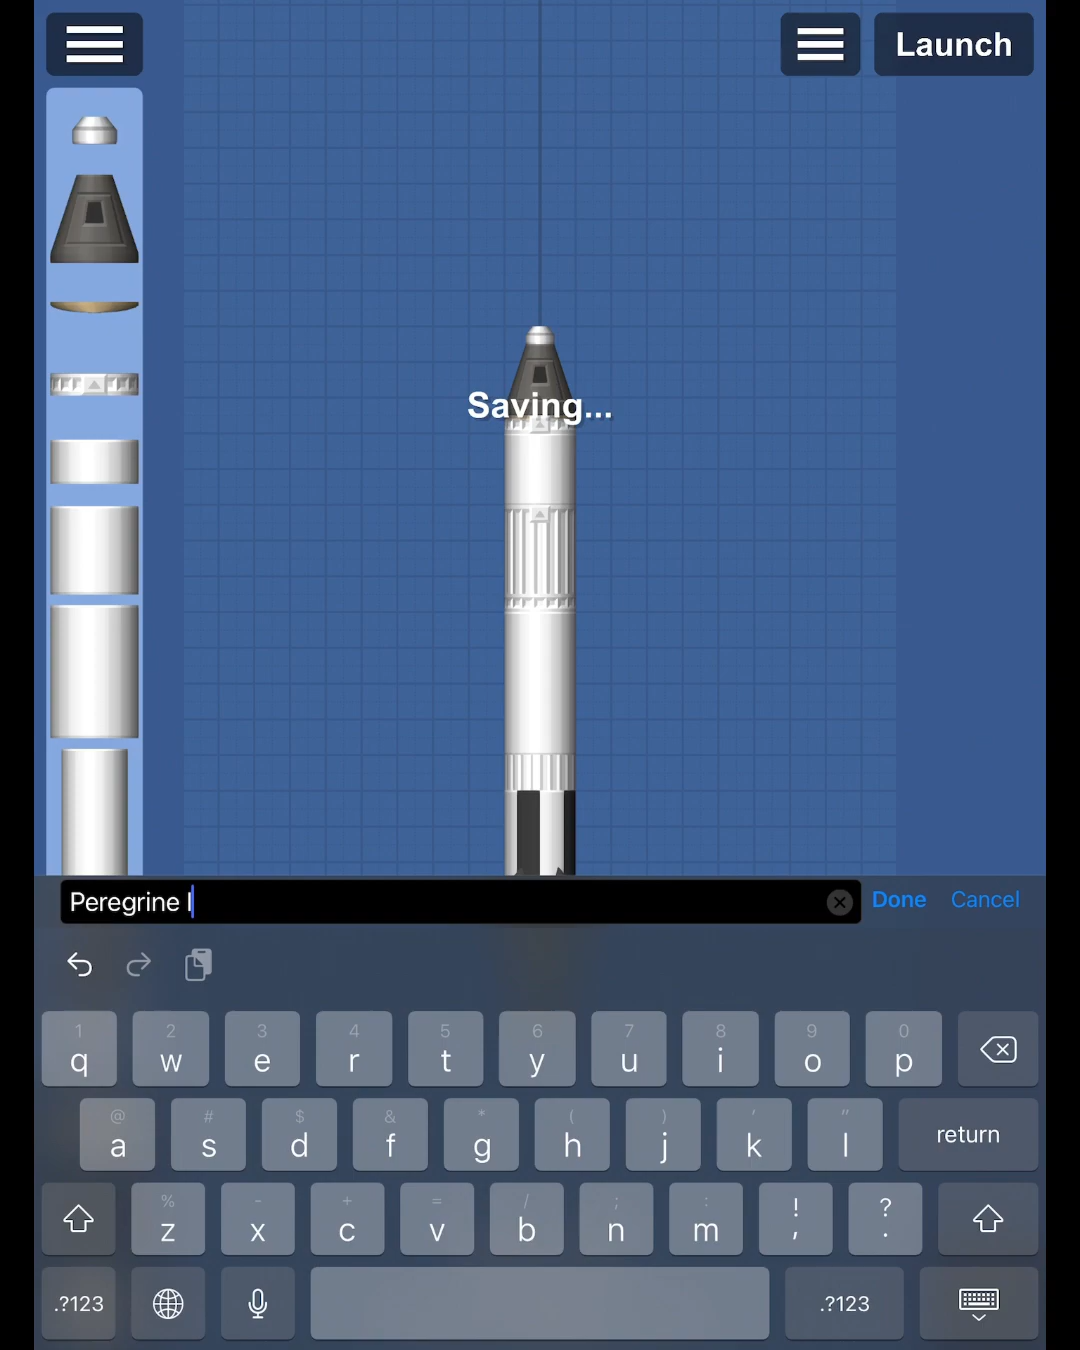 Launch
Saving...
Peregrine I
Done
Cancel
1 2 3 4 5 6 7 8 9 0
q w e r t y u i o p
@ # $ & * ( ) ' "
a s d f g h j k l return
% - + = / ; : ! ?
z x c v b n m , .
.?123 .?123